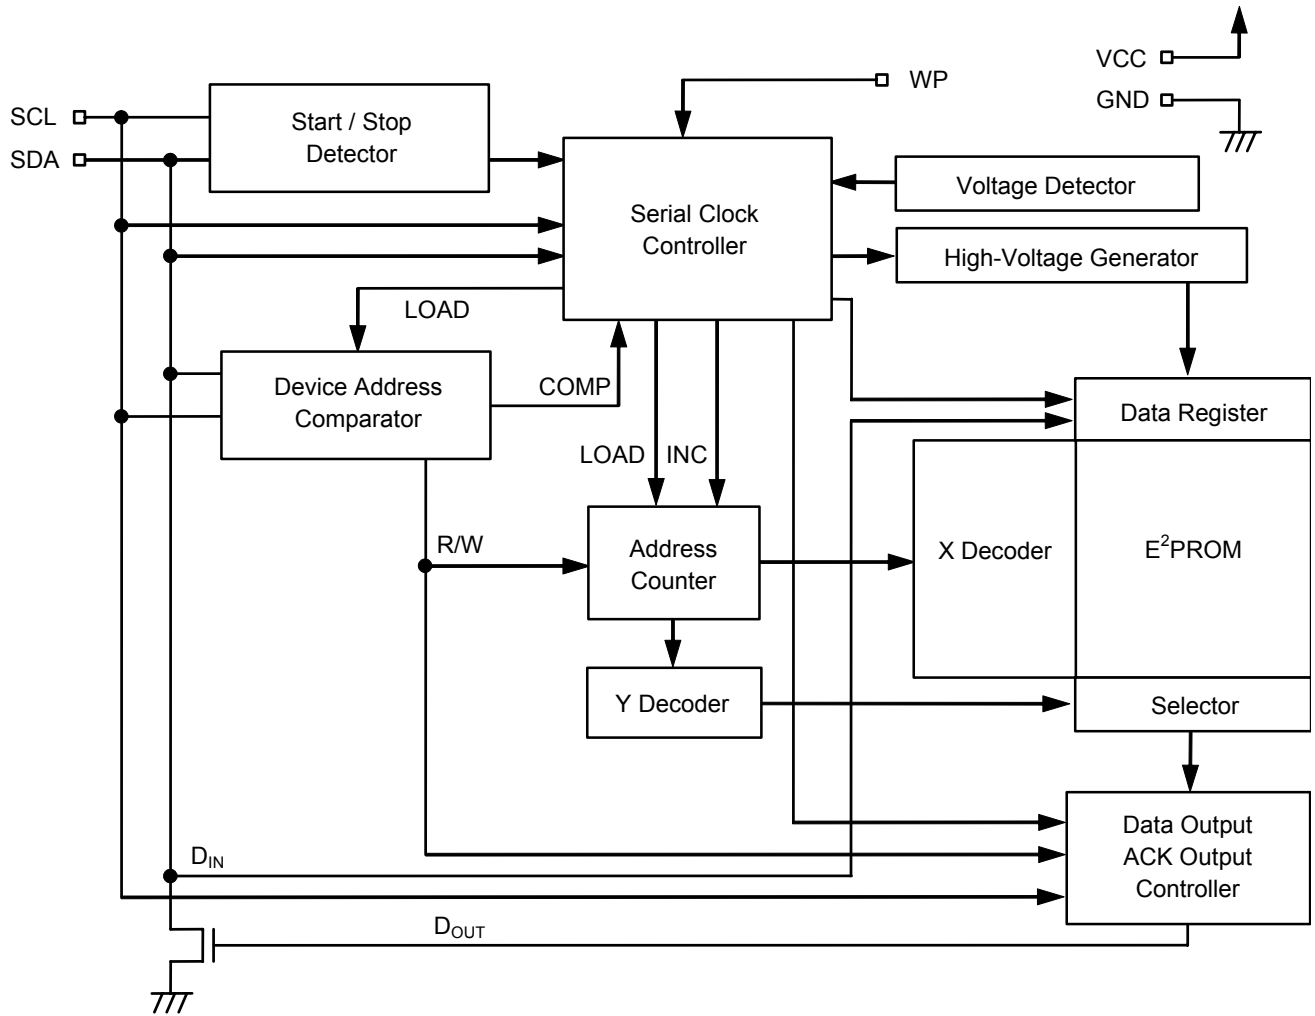 VCC
WP
GND
SCL
SDA
Start / Stop
Detector
Voltage Detector
Serial Clock
Controller
High-Voltage Generator
LOAD
Device Address
Comparator
COMP
Data Register
LOAD
INC
R/W
Address
Counter
X Decoder
E²PROM
Y Decoder
Selector
Data Output
ACK Output
Controller
DIN
DOUT